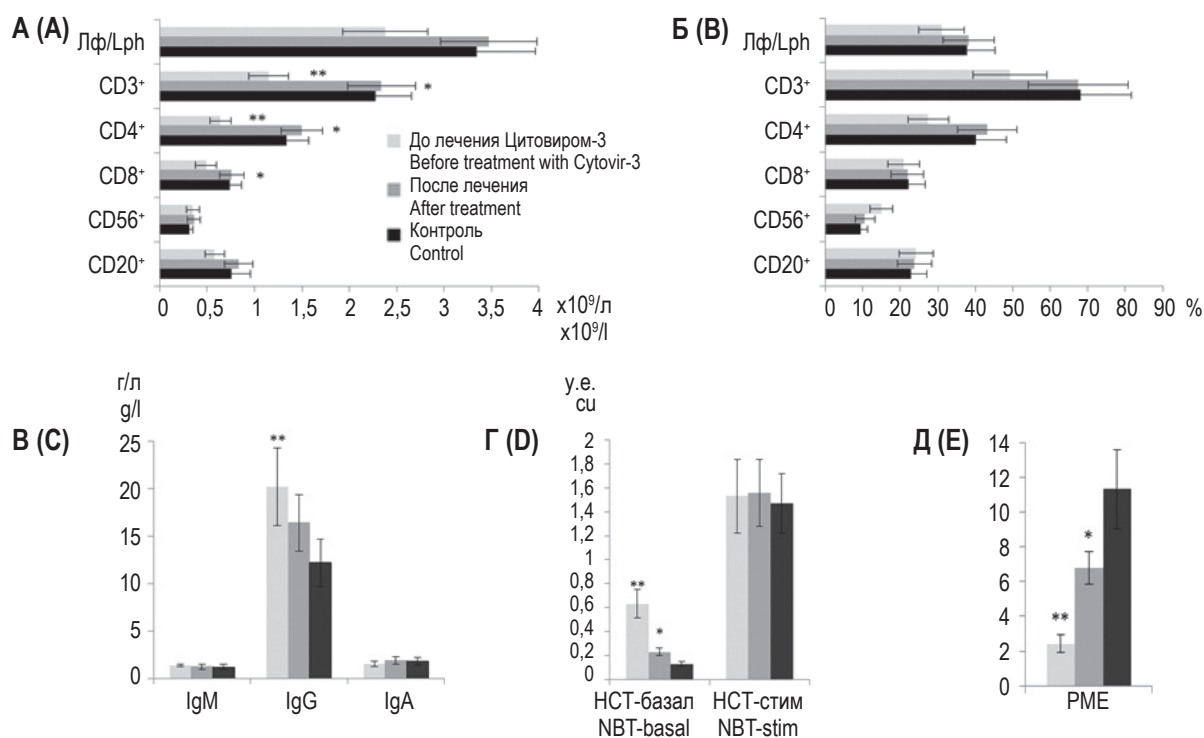 А (A)
Лф/Lph
CD3⁺
CD4⁺
CD8⁺
CD56⁺
CD20⁺
** 
*
**
*
*
До лечения Цитовиром-3
Before treatment with Cytovir-3
После лечения
After treatment
Контроль
Control
0 0,5 1 1,5 2 2,5 3 3,5 4 x10⁹/л
x10⁹/l
Б (B)
Лф/Lph
CD3⁺
CD4⁺
CD8⁺
CD56⁺
CD20⁺
0 10 20 30 40 50 60 70 80 90 %
В (C)
г/л
g/l
25
20
15
10
5
0
**
IgM IgG IgA
Г (D)
у.е.
cu
2
1,8
1,6
1,4
1,2
1
0,8
0,6
0,4
0,2
0
**
*
НСТ-базал НСТ-стим
NBT-basal NBT-stim
Д (E)
14
12
10
8
6
4
2
0
**
*
PME